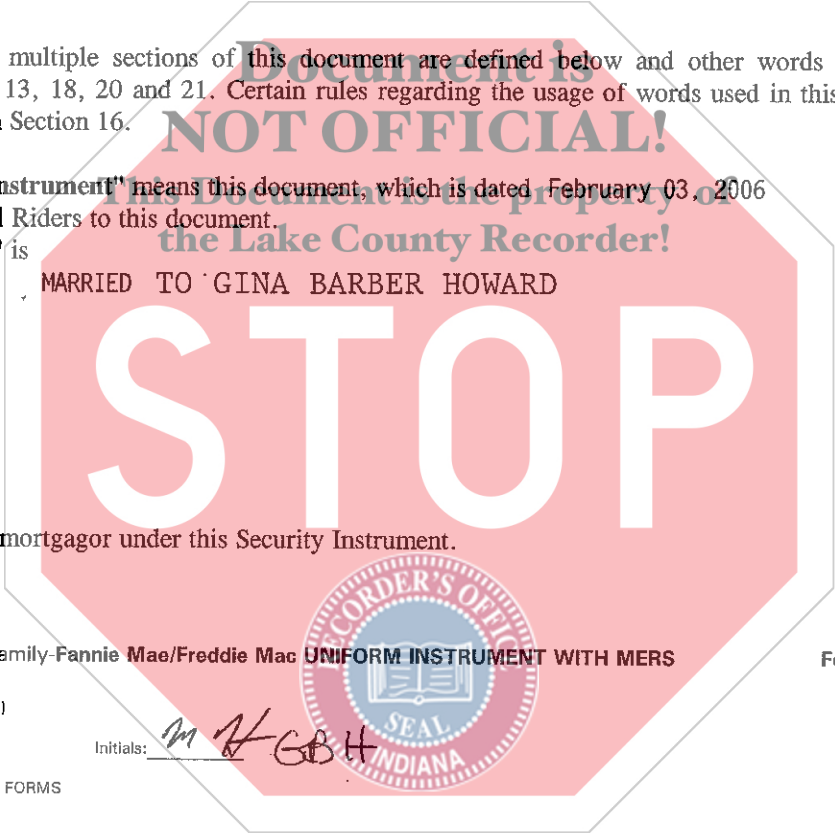 multiple sections of this document are defined below and other words
Document is
13, 18, 20 and 21. Certain rules regarding the usage of words used in this
Section 16.
NOT OFFICIAL!
nstrument" means this document, which is dated February 03, 2006
This Document is the property of
Riders to this document.
the Lake County Recorder!
" is
MARRIED TO GINA BARBER HOWARD
STOP
mortgagor under this Security Instrument.
RECORDER'S OFFICE
amily-Fannie Mae/Freddie Mac UNIFORM INSTRUMENT WITH MERS
SEAL
Initials: M H GBH
INDIANA
FORMS